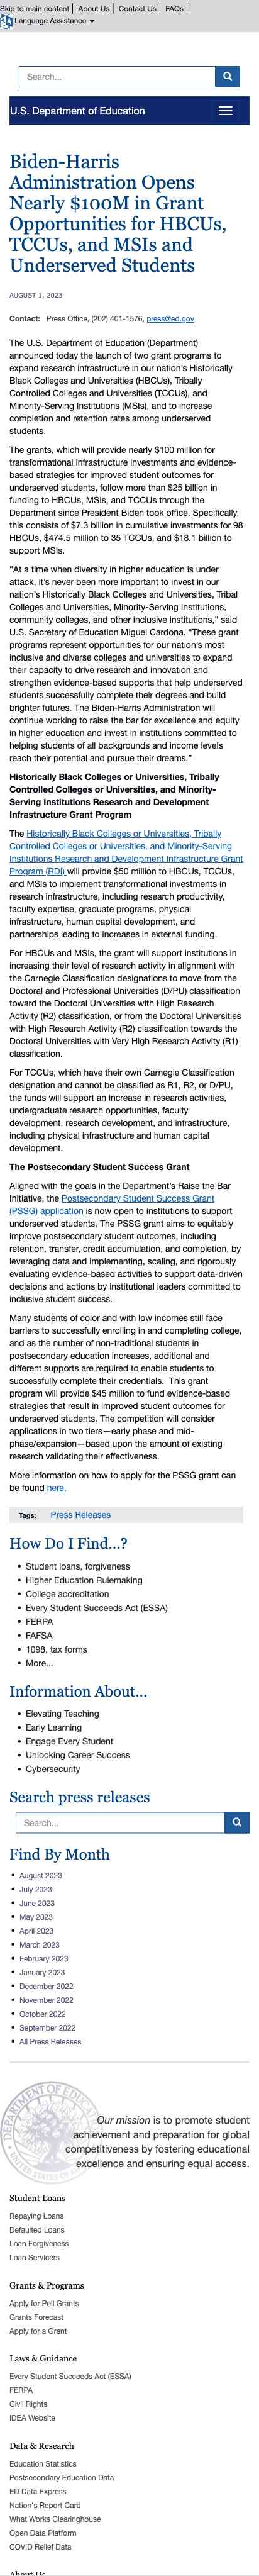 Skip to main content | About Us | Contact Us | FAQs |
Language Assistance
Search...
U.S. Department of Education
Biden-Harris
Administration Opens
Nearly $100M in Grant
Opportunities for HBCUs,
TCCUs, and MSIs and
Underserved Students
AUGUST 1, 2023
Contact: Press Office, (202) 401-1576, press@ed.gov
The U.S. Department of Education (Department)
announced today the launch of two grant programs to
expand research infrastructure in our nation's Historically
Black Colleges and Universities (HBCUs), Tribally
Controlled Colleges and Universities (TCCUs), and
Minority-Serving Institutions (MSIs), and to increase
completion and retention rates among underserved
students.
The grants, which will provide nearly $100 million for
transformational infrastructure investments and evidence-
based strategies for improved student outcomes for
underserved students, follow more than $25 billion in
funding to HBCUs, MSIs, and TCCUs through the
Department since President Biden took office. Specifically,
this consists of $7.3 billion in cumulative investments for 98
HBCUs, $474.5 million to 35 TCCUs, and $18.1 billion to
support MSIs.
“At a time when diversity in higher education is under
attack, it's never been more important to invest in our
nation's Historically Black Colleges and Universities, Tribal
Colleges and Universities, Minority-Serving Institutions,
community colleges, and other inclusive institutions,” said
U.S. Secretary of Education Miguel Cardona. “These grant
programs represent opportunities for our nation's most
inclusive and diverse colleges and universities to expand
their capacity to drive research and innovation and
strengthen evidence-based supports that help underserved
students successfully complete their degrees and build
brighter futures. The Biden-Harris Administration will
continue working to raise the bar for excellence and equity
in higher education and invest in institutions committed to
helping students of all backgrounds and income levels
reach their potential and pursue their dreams.”
Historically Black Colleges or Universities, Tribally
Controlled Colleges or Universities, and Minority-
Serving Institutions Research and Development
Infrastructure Grant Program
The Historically Black Colleges or Universities, Tribally
Controlled Colleges or Universities, and Minority-Serving
Institutions Research and Development Infrastructure Grant
Program (RDI) will provide $50 million to HBCUs, TCCUs,
and MSIs to implement transformational investments in
research infrastructure, including research productivity,
faculty expertise, graduate programs, physical
infrastructure, human capital development, and
partnerships leading to increases in external funding.
For HBCUs and MSIs, the grant will support institutions in
increasing their level of research activity in alignment with
the Carnegie Classification designations to move from the
Doctoral and Professional Universities (D/PU) classification
toward the Doctoral Universities with High Research
Activity (R2) classification, or from the Doctoral Universities
with High Research Activity (R2) classification towards the
Doctoral Universities with Very High Research Activity (R1)
classification.
For TCCUs, which have their own Carnegie Classification
designation and cannot be classified as R1, R2, or D/PU,
the funds will support an increase in research activities,
undergraduate research opportunities, faculty
development, research development, and infrastructure,
including physical infrastructure and human capital
development.
The Postsecondary Student Success Grant
Aligned with the goals in the Department's Raise the Bar
Initiative, the Postsecondary Student Success Grant
(PSSG) application is now open to institutions to support
underserved students. The PSSG grant aims to equitably
improve postsecondary student outcomes, including
retention, transfer, credit accumulation, and completion, by
leveraging data and implementing, scaling, and rigorously
evaluating evidence-based activities to support data-driven
decisions and actions by institutional leaders committed to
inclusive student success.
Many students of color and with low incomes still face
barriers to successfully enrolling in and completing college,
and as the number of non-traditional students in
postsecondary education increases, additional and
different supports are required to enable students to
successfully complete their credentials. This grant
program will provide $45 million to fund evidence-based
strategies that result in improved student outcomes for
underserved students. The competition will consider
applications in two tiers—early phase and mid-
phase/expansion—based upon the amount of existing
research validating their effectiveness.
More information on how to apply for the PSSG grant can
be found here.
Tags: Press Releases
How Do I Find...?
• Student loans, forgiveness
• Higher Education Rulemaking
• College accreditation
• Every Student Succeeds Act (ESSA)
• FERPA
• FAFSA
• 1098, tax forms
• More...
Information About...
• Elevating Teaching
• Early Learning
• Engage Every Student
• Unlocking Career Success
• Cybersecurity
Search press releases
Search...
Find By Month
• August 2023
• July 2023
• June 2023
• May 2023
• April 2023
• March 2023
• February 2023
• January 2023
• December 2022
• November 2022
• October 2022
• September 2022
• All Press Releases
Our mission is to promote student
achievement and preparation for global
competitiveness by fostering educational
excellence and ensuring equal access.
Student Loans
Repaying Loans
Defaulted Loans
Loan Forgiveness
Loan Servicers
Grants & Programs
Apply for Pell Grants
Grants Forecast
Apply for a Grant
Laws & Guidance
Every Student Succeeds Act (ESSA)
FERPA
Civil Rights
IDEA Website
Data & Research
Education Statistics
Postsecondary Education Data
ED Data Express
Nation's Report Card
What Works Clearinghouse
Open Data Platform
COVID Relief Data
About Us